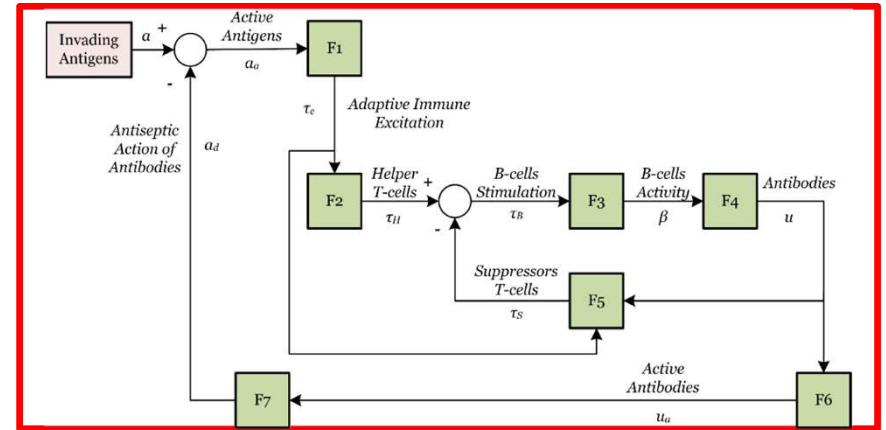 Invading
Antigens
a
+
-
Active
Antigens
aₐ
F1
τₑ
Adaptive Immune
Excitation
Antiseptic
Action of
Antibodies
a_d
F2
Helper
T-cells
τ_H
+
-
B-cells
Stimulation
τ_B
F3
B-cells
Activity
β
F4
Antibodies
u
Suppressors
T-cells
τ_S
F5
F7
Active
Antibodies
uₐ
F6